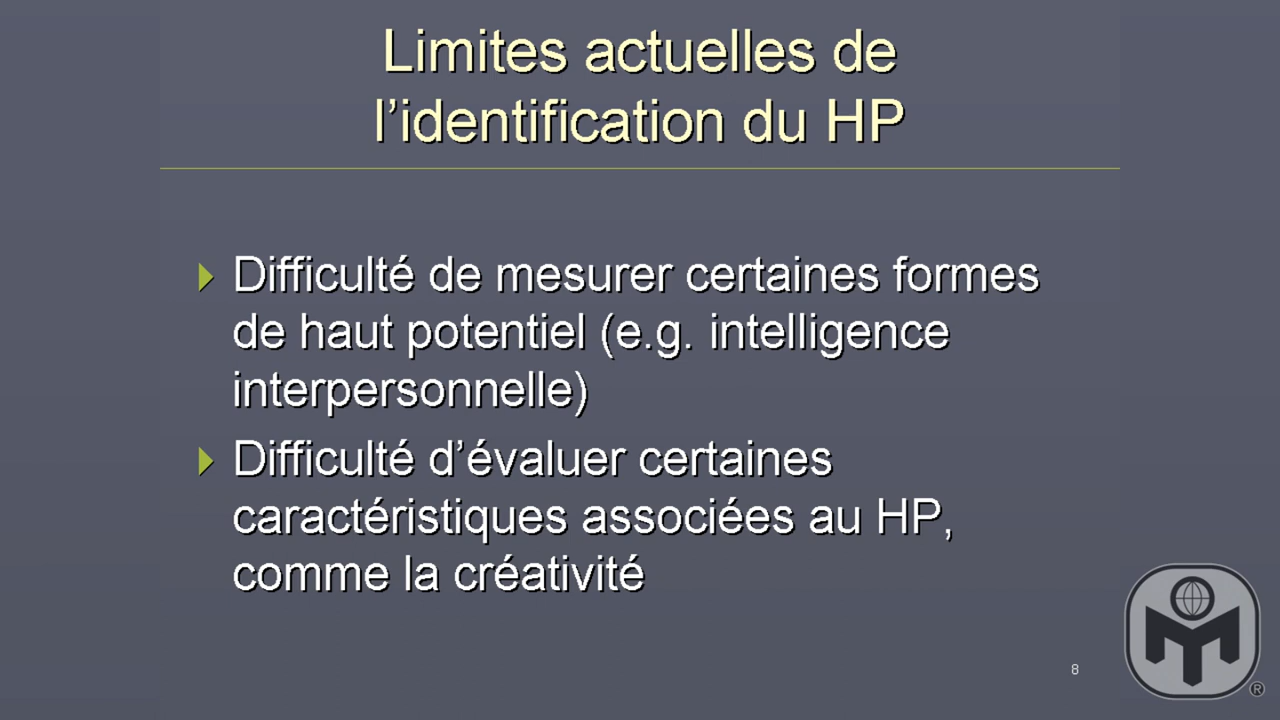 Limites actuelles de
l’identification du HP
Difficulté de mesurer certaines formes
de haut potentiel (e.g. intelligence
interpersonnelle)
Difficulté d’évaluer certaines
caractéristiques associées au HP,
comme la créativité
8
®